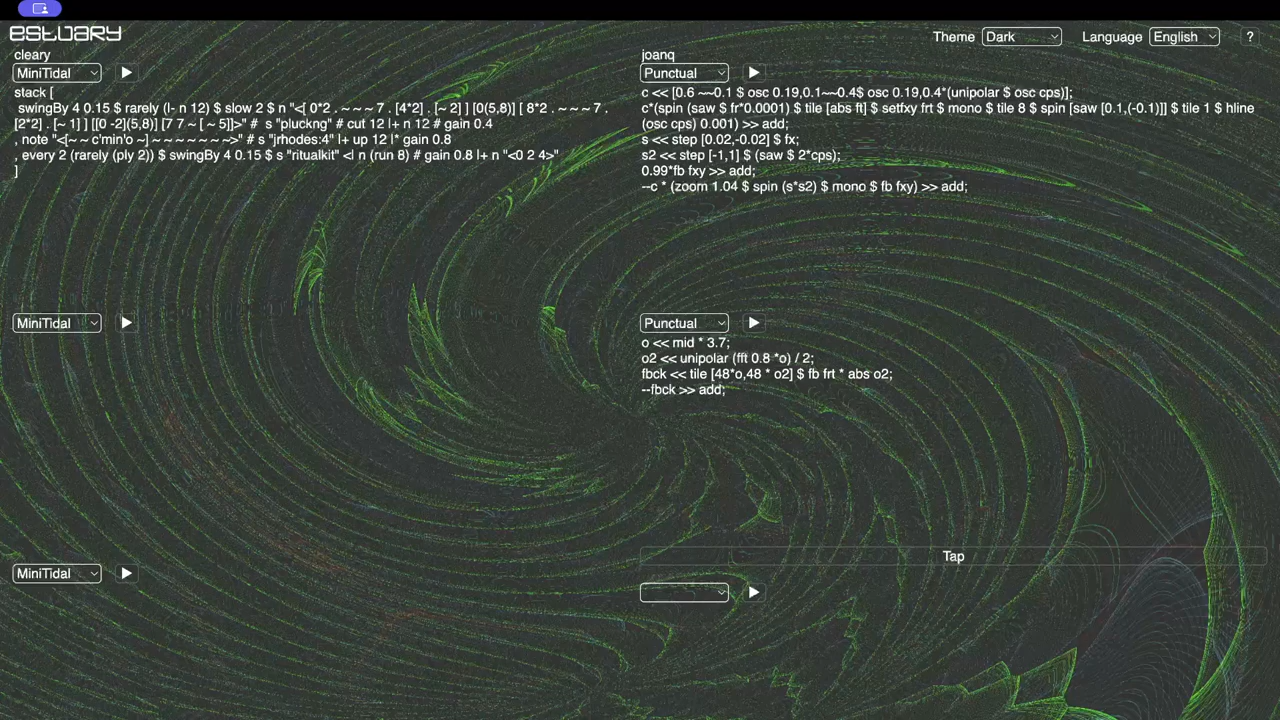 ESTUARY
Theme Dark Language English ?
cleary
MiniTidal
stack [
swingBy 4 0.15 $ rarely (|- n 12) $ slow 2 $ n "<[ 0*2 . ~ ~ ~ 7 . [4*2] . [~ 2] ] [0(5,8)] [ 8*2 . ~ ~ ~ 7 .
[2*2] . [~ 1] ] [[0 -2](5,8)] [7 7 ~ [ ~ 5]]>" # s "pluckng" # cut 12 |+ n 12 # gain 0.4
, note "<[~ ~ c'min'o ~] ~ ~ ~ ~ ~ ~ ~>" # s "jrhodes:4" |+ up 12 |* gain 0.8
, every 2 (rarely (ply 2)) $ swingBy 4 0.15 $ s "ritualkit" <| n (run 8) # gain 0.8 |+ n "<0 2 4>"
]
joanq
Punctual
c << [0.6 ~~0.1 $ osc 0.19,0.1~~0.4$ osc 0.19,0.4*(unipolar $ osc cps)];
c*(spin (saw $ fr*0.0001) $ tile [abs ft] $ setfxy frt $ mono $ tile 8 $ spin [saw [0.1,(-0.1)]] $ tile 1 $ hline
(osc cps) 0.001) >> add;
s << step [0.02,-0.02] $ fx;
s2 << step [-1,1] $ (saw $ 2*cps);
0.99*fb fxy >> add;
--c * (zoom 1.04 $ spin (s*s2) $ mono $ fb fxy) >> add;
MiniTidal
Punctual
o << mid * 3.7;
o2 << unipolar (fft 0.8 *o) / 2;
fbck << tile [48*o,48 * o2] $ fb frt * abs o2;
--fbck >> add;
Tap
MiniTidal